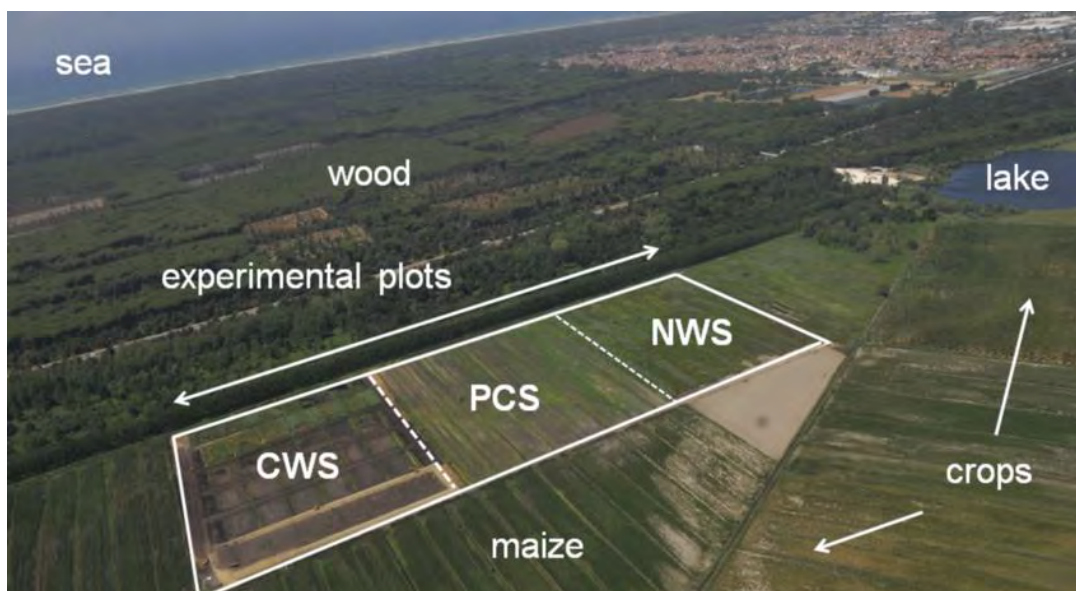 sea
wood
lake
experimental plots
NWS
PCS
CWS
crops
maize